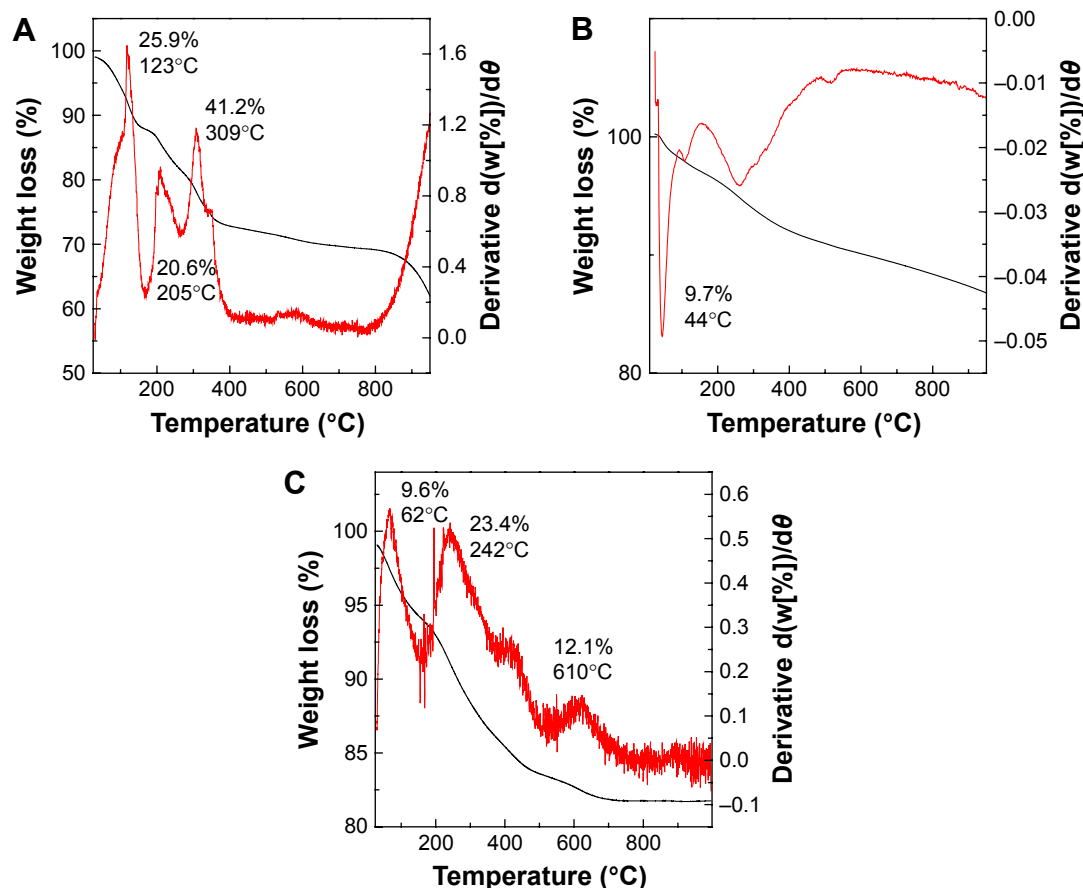 A
25.9%
123°C
41.2%
309°C
20.6%
205°C
100
90
80
70
60
50
1.6
1.2
0.8
0.4
0.0
200 400 600 800
Weight loss (%)
Temperature (°C)
Derivative d(w[%])/dθ
B
9.7%
44°C
100
80
0.00
–0.01
–0.02
–0.03
–0.04
–0.05
200 400 600 800
Weight loss (%)
Temperature (°C)
Derivative d(w[%])/dθ
C
9.6%
62°C
23.4%
242°C
12.1%
610°C
100
95
90
85
80
0.6
0.5
0.4
0.3
0.2
0.1
0.0
–0.1
200 400 600 800
Weight loss (%)
Temperature (°C)
Derivative d(w[%])/dθ